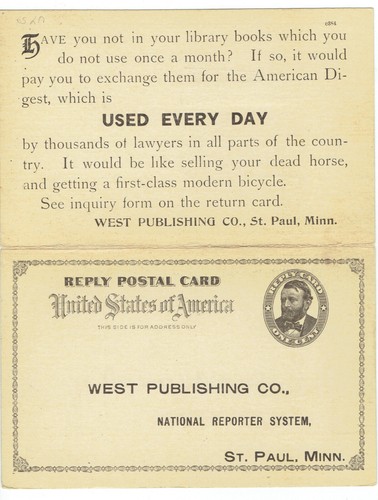 HAVE you not in your library books which you
do not use once a month? If so, it would
pay you to exchange them for the American Di-
gest, which is
USED EVERY DAY
by thousands of lawyers in all parts of the coun-
try. It would be like selling your dead horse,
and getting a first-class modern bicycle.
See inquiry form on the return card.
WEST PUBLISHING CO., St. Paul, Minn.
REPLY POSTAL CARD
United States of America
THIS SIDE IS FOR ADDRESS ONLY
REPLY CARD
ONE CENT
WEST PUBLISHING CO.,
NATIONAL REPORTER SYSTEM,
ST. PAUL, MINN.